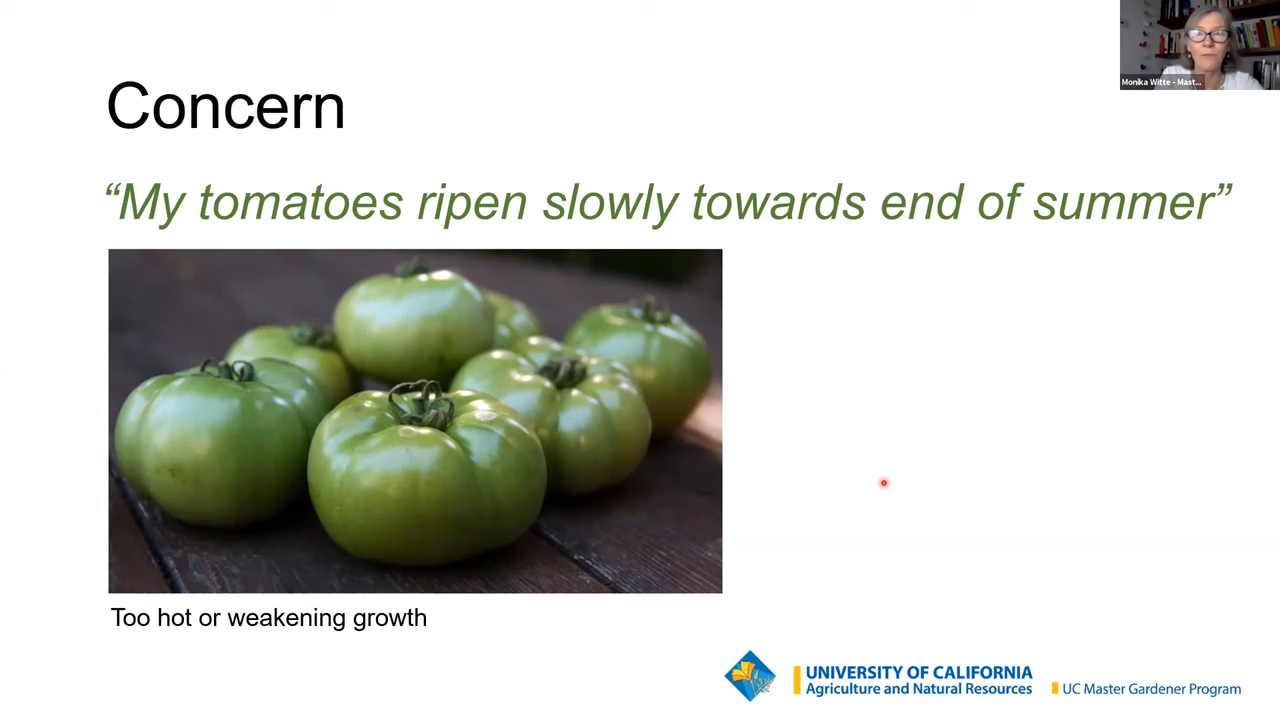 Monika Witte - Mast...
Concern
“My tomatoes ripen slowly towards end of summer”
Too hot or weakening growth
UNIVERSITY OF CALIFORNIA
Agriculture and Natural Resources
UC Master Gardener Program